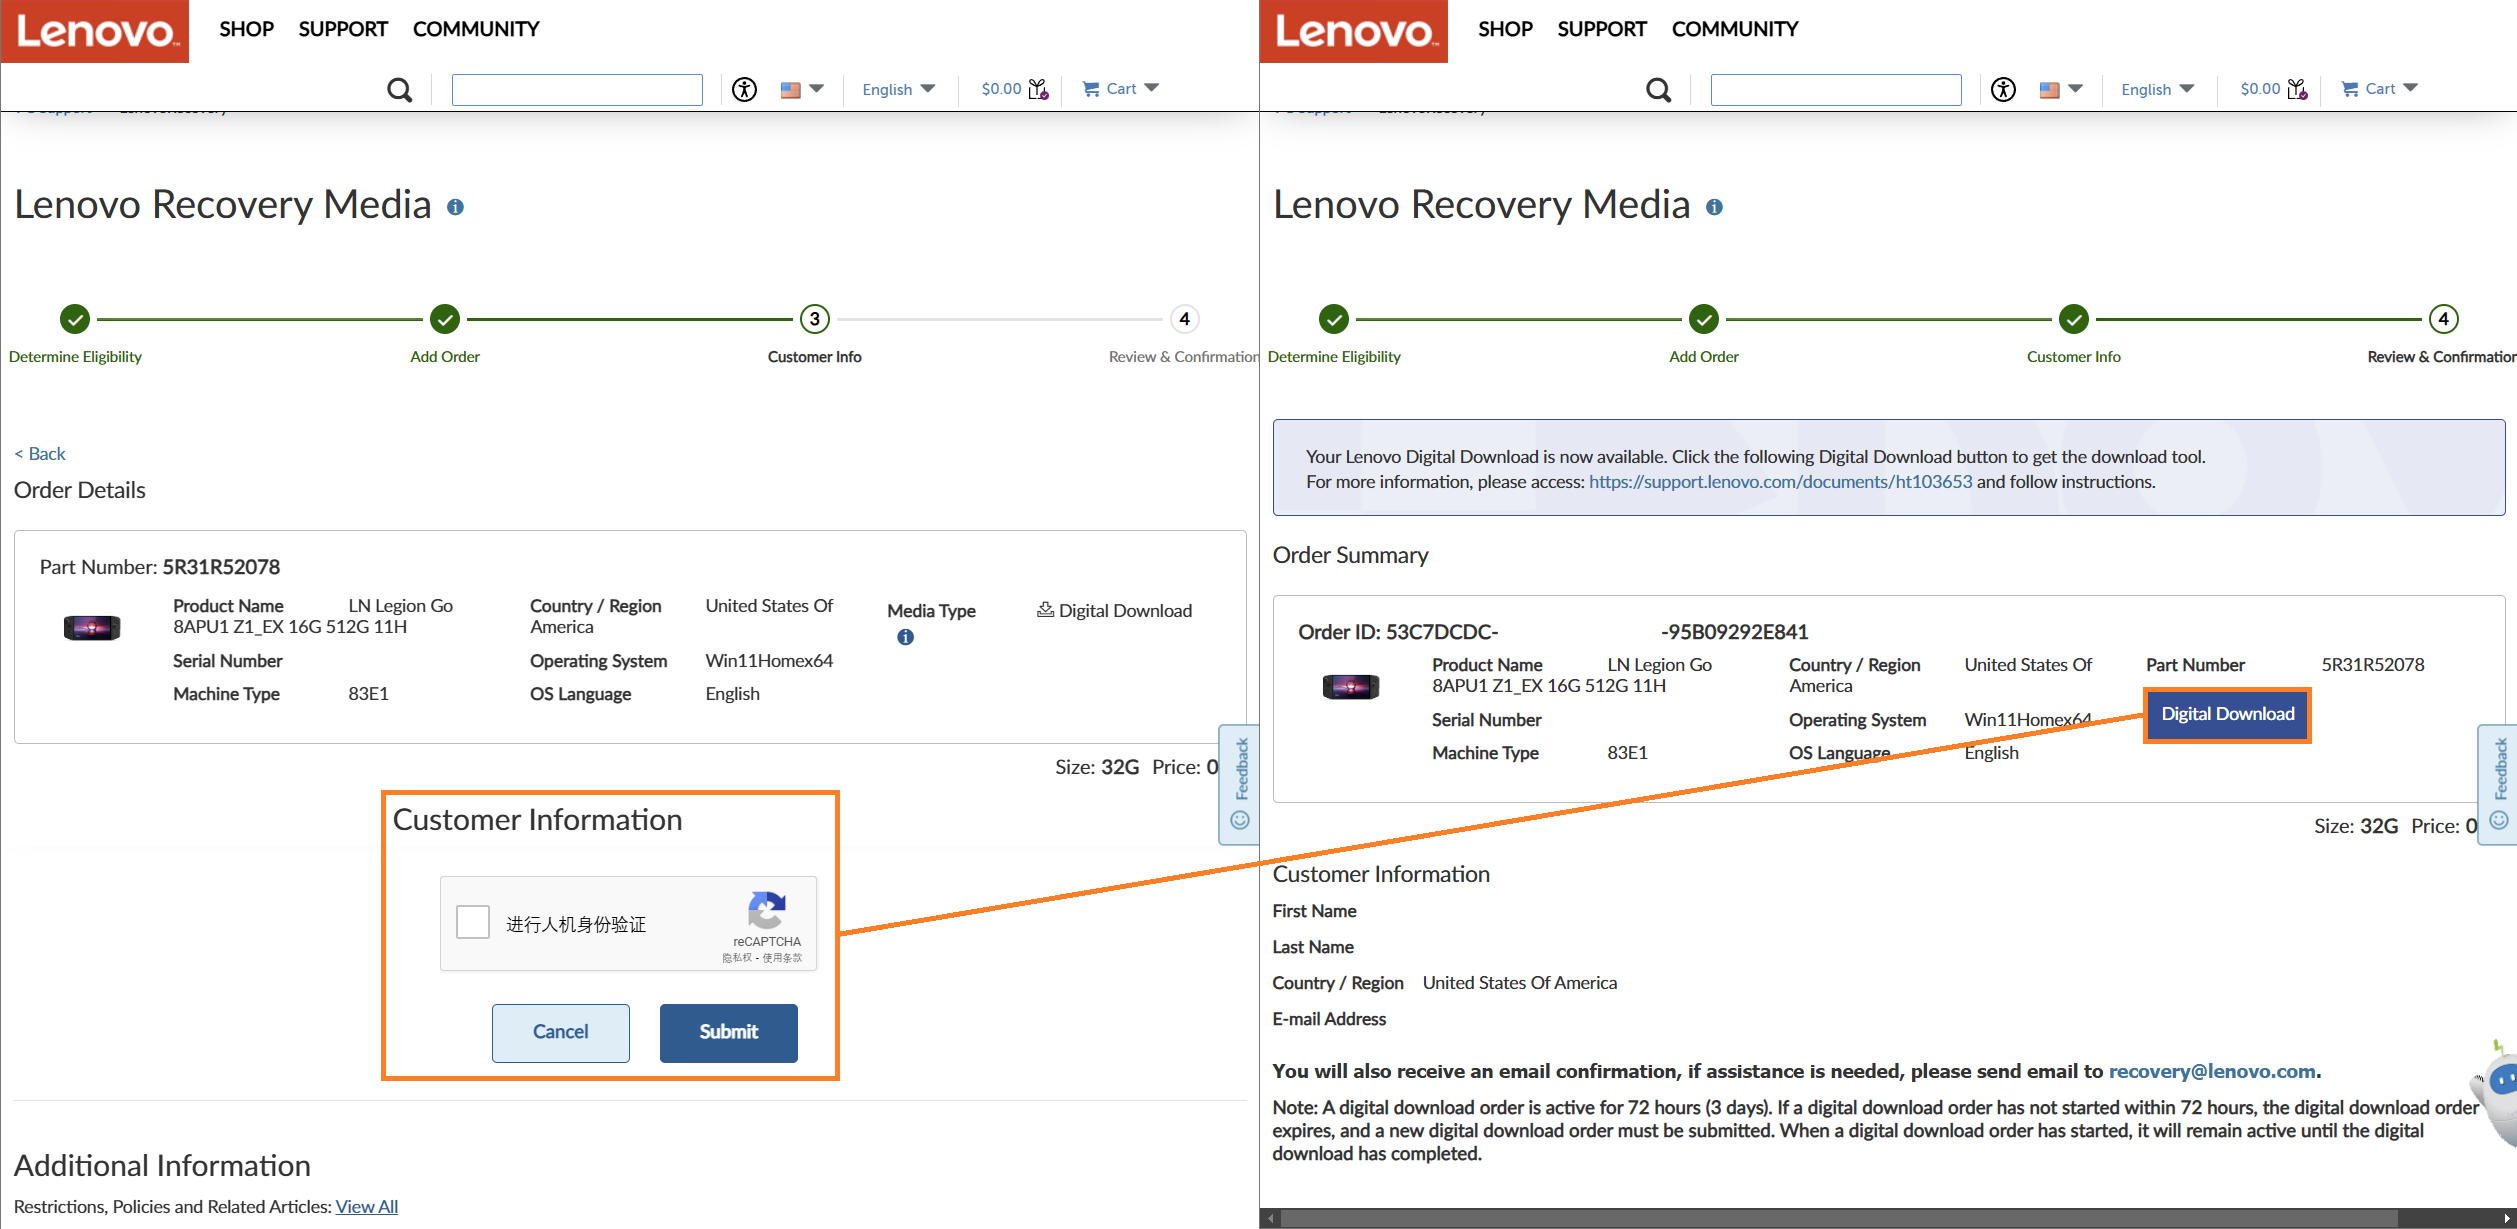 Lenovo
SHOP SUPPORT COMMUNITY
English $0.00 Cart
Lenovo Recovery Media
3 4
Determine Eligibility Add Order Customer Info Review & Confirmation
< Back
Order Details
Part Number: 5R31R52078
Product Name LN Legion Go
8APU1 Z1_EX 16G 512G 11H
Serial Number
Machine Type 83E1
Country / Region United States Of
America
Operating System Win11Homex64
OS Language English
Media Type Digital Download
Size: 32G Price: 0
Feedback
Customer Information
进行人机身份验证
reCAPTCHA
隐私权 - 使用条款
Cancel Submit
Additional Information
Restrictions, Policies and Related Articles: View All
Lenovo
SHOP SUPPORT COMMUNITY
English $0.00 Cart
Lenovo Recovery Media
4
Determine Eligibility Add Order Customer Info Review & Confirmation
Your Lenovo Digital Download is now available. Click the following Digital Download button to get the download tool.
For more information, please access: https://support.lenovo.com/documents/ht103653 and follow instructions.
Order Summary
Order ID: 53C7DCDC- -95B09292E841
Product Name LN Legion Go
8APU1 Z1_EX 16G 512G 11H
Serial Number
Machine Type 83E1
Country / Region United States Of
America
Operating System Win11Homex64
OS Language English
Part Number 5R31R52078
Digital Download
Size: 32G Price: 0
Feedback
Customer Information
First Name
Last Name
Country / Region United States Of America
E-mail Address
You will also receive an email confirmation, if assistance is needed, please send email to recovery@lenovo.com.
Note: A digital download order is active for 72 hours (3 days). If a digital download order has not started within 72 hours, the digital download order
expires, and a new digital download order must be submitted. When a digital download order has started, it will remain active until the digital
download has completed.